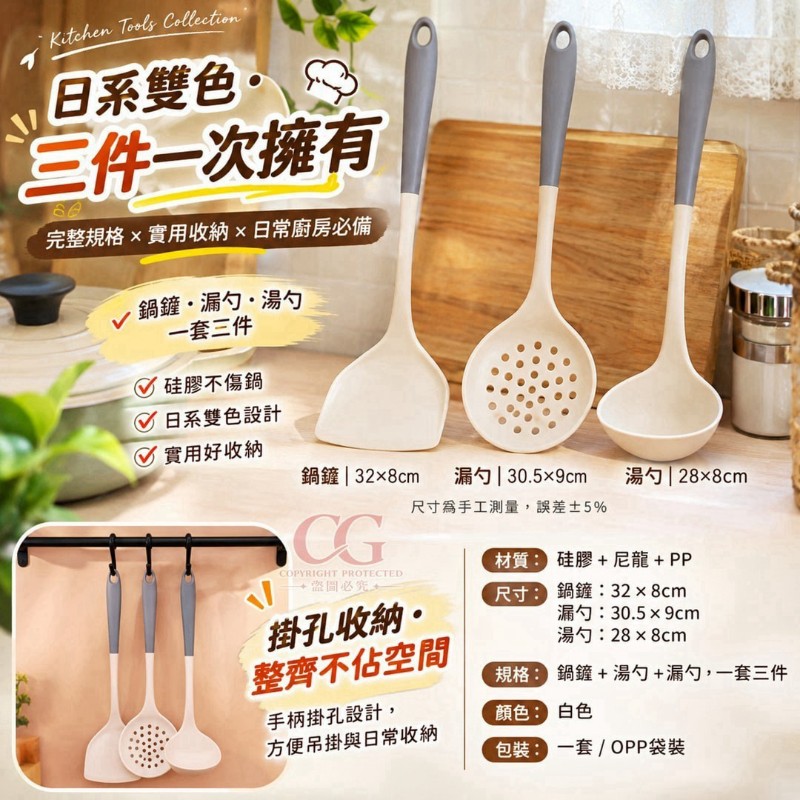 Kitchen Tools Collection
日系雙色・
三件一次擁有
完整規格 × 實用收納 × 日常廚房必備
鍋鏟・漏勺・湯勺
一套三件
硅膠不傷鍋
日系雙色設計
實用好收納
鍋鏟 | 32×8cm
漏勺 | 30.5×9cm
湯勺 | 28×8cm
尺寸爲手工測量，誤差±5%
CG
COPYRIGHT PROTECTED
盜圖必究
掛孔收納・
整齊不佔空間
手柄掛孔設計，
方便吊掛與日常收納
材質： 硅膠 + 尼龍 + PP
尺寸： 鍋鏟：32 × 8cm
漏勺：30.5 × 9cm
湯勺：28 × 8cm
規格： 鍋鏟 + 湯勺 + 漏勺，一套三件
顏色： 白色
包裝： 一套 / OPP袋裝